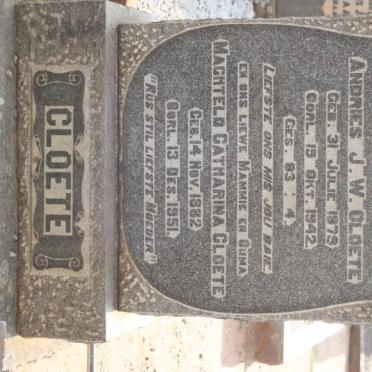 ANDRIES J. W. CLOETE
GEB. 31 JULIE 1879
OORL. 19 OKT. 1942
GES. 83 : 4
LIEFSTE ONS MIS JOU BAIE
EN ONS LIEVE MAMMIE EN OUMA
MACHTELD CATHARINA CLOETE
GEB. 14 NOV. 1882
OORL. 13 DES. 1951.
"RUS STIL LIEFSTE MOEDER"
CLOETE